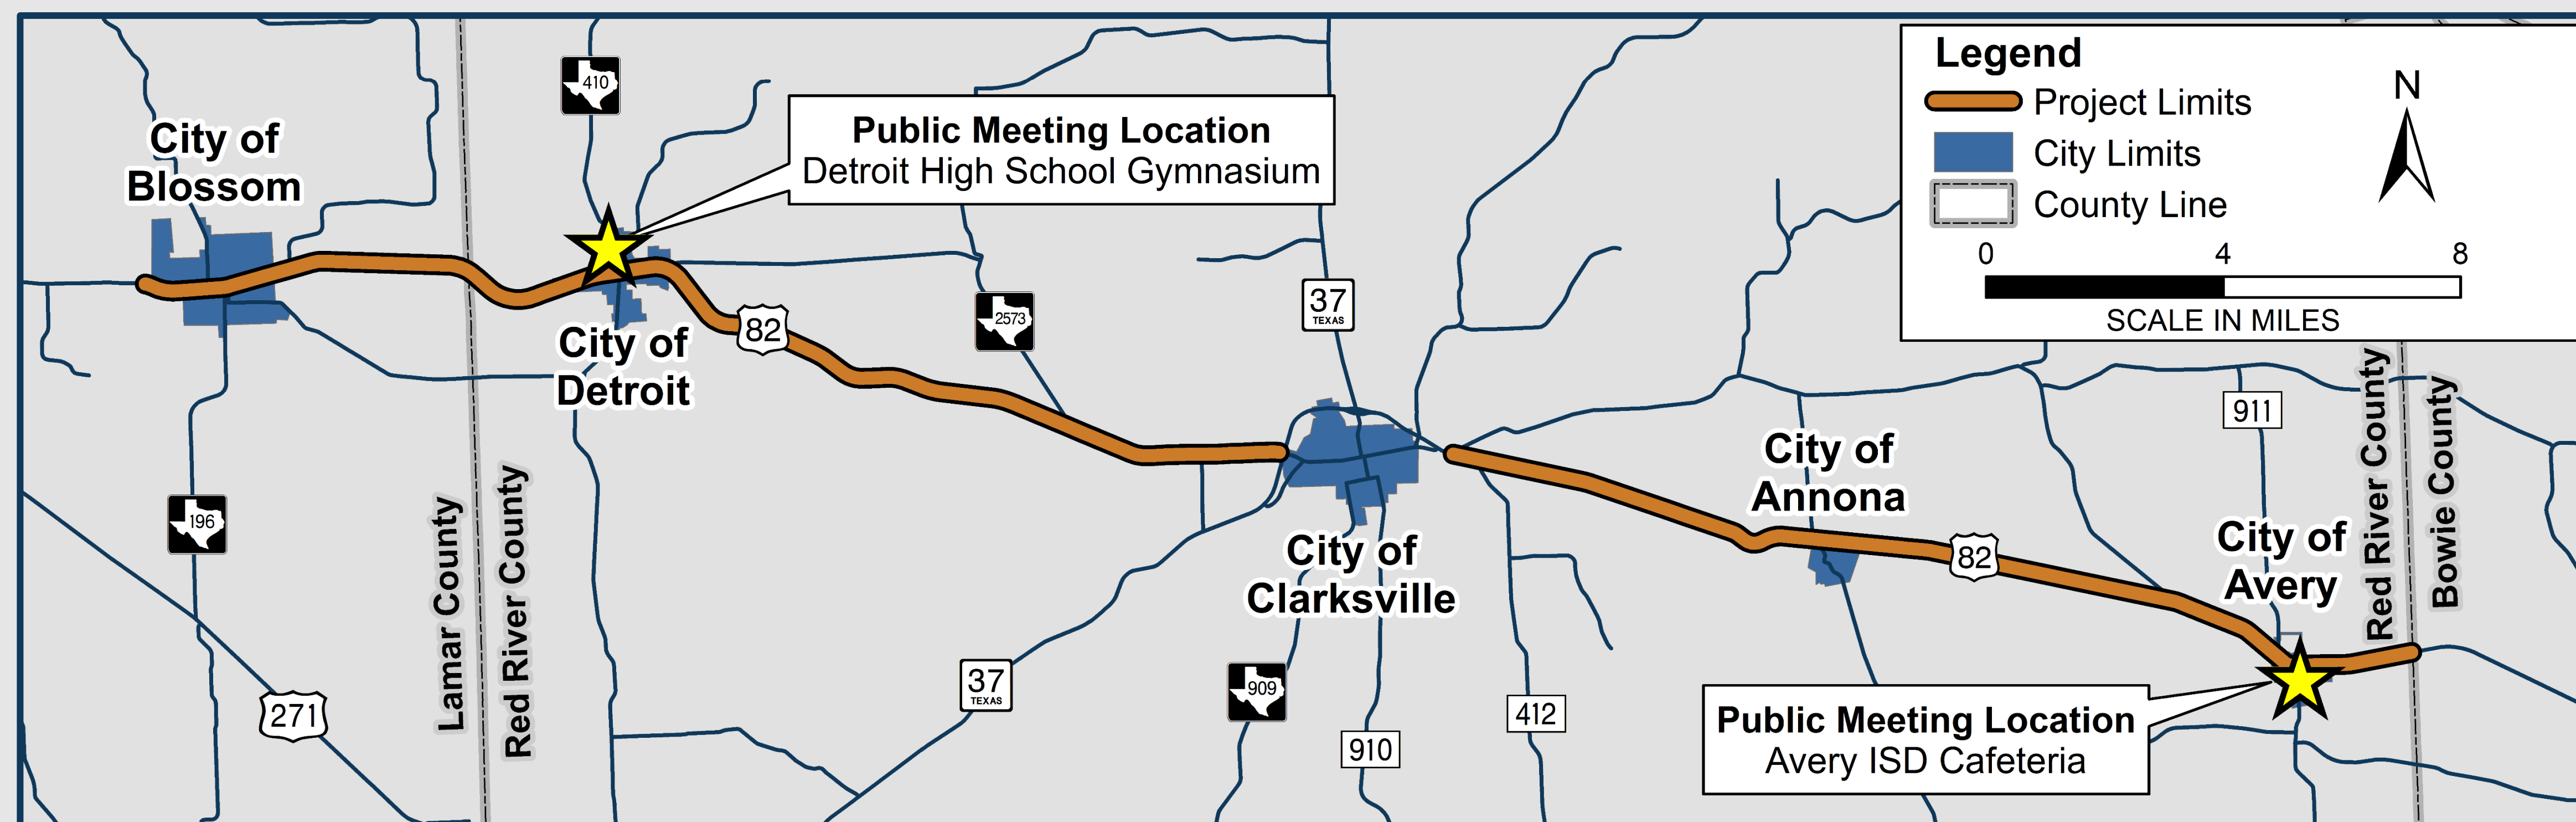 Legend
Project Limits
City Limits
County Line
N
0 4 8
SCALE IN MILES
410
City of
Blossom
Public Meeting Location
Detroit High School Gymnasium
City of
Detroit
82
2573
37
TEXAS
City of
Clarksville
City of
Annona
82
911
City of
Avery
Red River County
Bowie County
Lamar County
Red River County
196
271
37
TEXAS
909
910
412
Public Meeting Location
Avery ISD Cafeteria